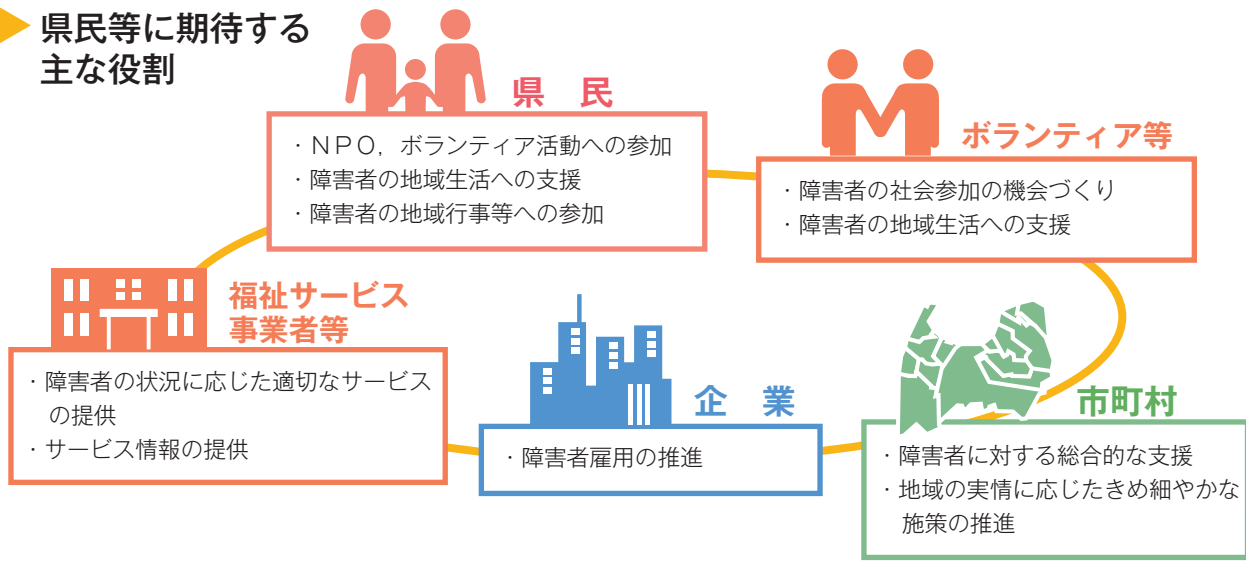 県民等に期待する
主な役割
県　民
・ＮＰＯ，ボランティア活動への参加
・障害者の地域生活への支援
・障害者の地域行事等への参加
ボランティア等
・障害者の社会参加の機会づくり
・障害者の地域生活への支援
福祉サービス
事業者等
・障害者の状況に応じた適切なサービス
の提供
・サービス情報の提供
企　業
・障害者雇用の推進
市町村
・障害者に対する総合的な支援
・地域の実情に応じたきめ細やかな
施策の推進